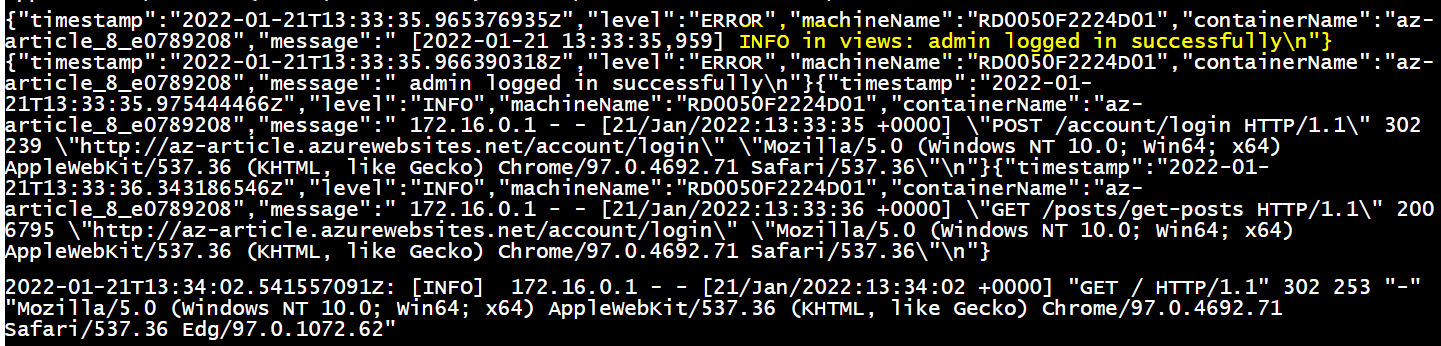 {"timestamp":"2022-01-21T13:33:35.965376935Z","level":"ERROR","machineName":"RD0050F2224D01","containerName":"az-
article_8_e0789208","message":" [2022-01-21 13:33:35,959] INFO in views: admin logged in successfully\n"}
{"timestamp":"2022-01-21T13:33:35.966390318Z","level":"ERROR","machineName":"RD0050F2224D01","containerName":"az-
article_8_e0789208","message":" admin logged in successfully\n"}{"timestamp":"2022-01-
21T13:33:35.975444466Z","level":"INFO","machineName":"RD0050F2224D01","containerName":"az-
article_8_e0789208","message":" 172.16.0.1 - - [21/Jan/2022:13:33:35 +0000] \"POST /account/login HTTP/1.1\" 302
239 \"http://az-article.azurewebsites.net/account/login\" \"Mozilla/5.0 (Windows NT 10.0; Win64; x64)
AppleWebKit/537.36 (KHTML, like Gecko) Chrome/97.0.4692.71 Safari/537.36\"\n"}{"timestamp":"2022-01-
21T13:33:36.343186546Z","level":"INFO","machineName":"RD0050F2224D01","containerName":"az-
article_8_e0789208","message":" 172.16.0.1 - - [21/Jan/2022:13:33:36 +0000] \"GET /posts/get-posts HTTP/1.1\" 200
6795 \"http://az-article.azurewebsites.net/account/login\" \"Mozilla/5.0 (Windows NT 10.0; Win64; x64)
AppleWebKit/537.36 (KHTML, like Gecko) Chrome/97.0.4692.71 Safari/537.36\"\n"}
2022-01-21T13:34:02.541557091Z: [INFO]  172.16.0.1 - - [21/Jan/2022:13:34:02 +0000] "GET / HTTP/1.1" 302 253 "-"
"Mozilla/5.0 (Windows NT 10.0; Win64; x64) AppleWebKit/537.36 (KHTML, like Gecko) Chrome/97.0.4692.71
Safari/537.36 Edg/97.0.1072.62"